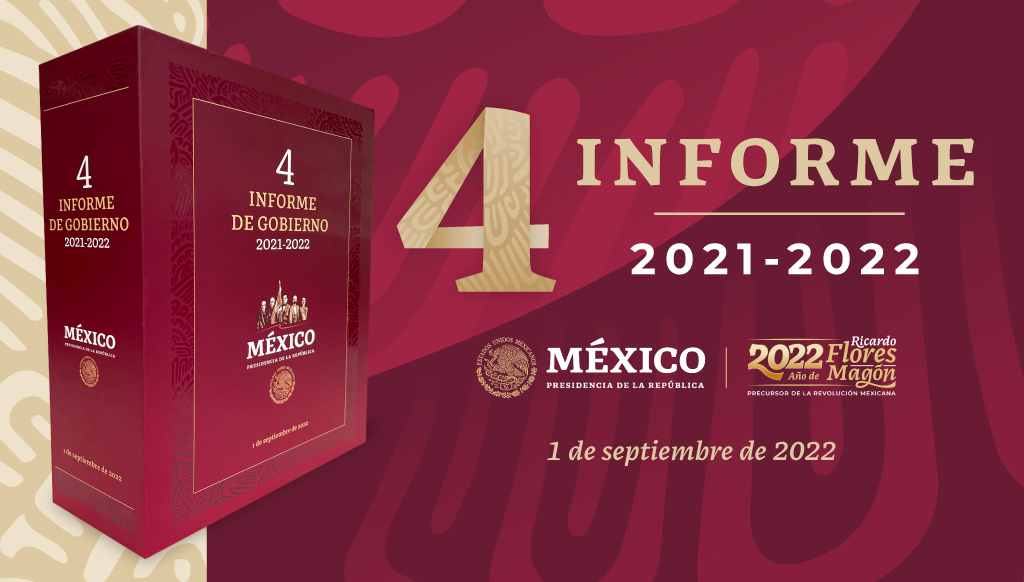 4
INFORME
DE GOBIERNO
2021-2022
MÉXICO
PRESIDENCIA DE LA REPÚBLICA
1 de septiembre de 2022
4
INFORME
DE GOBIERNO
2021-2022
MÉXICO
PRESIDENCIA DE LA REPÚBLICA
1 de septiembre de 2022
4 INFORME
2021-2022
ESTADOS UNIDOS MEXICANOS
MÉXICO
PRESIDENCIA DE LA REPÚBLICA
2022 Ricardo
Año de Flores
Magón
PRECURSOR DE LA REVOLUCIÓN MEXICANA
1 de septiembre de 2022